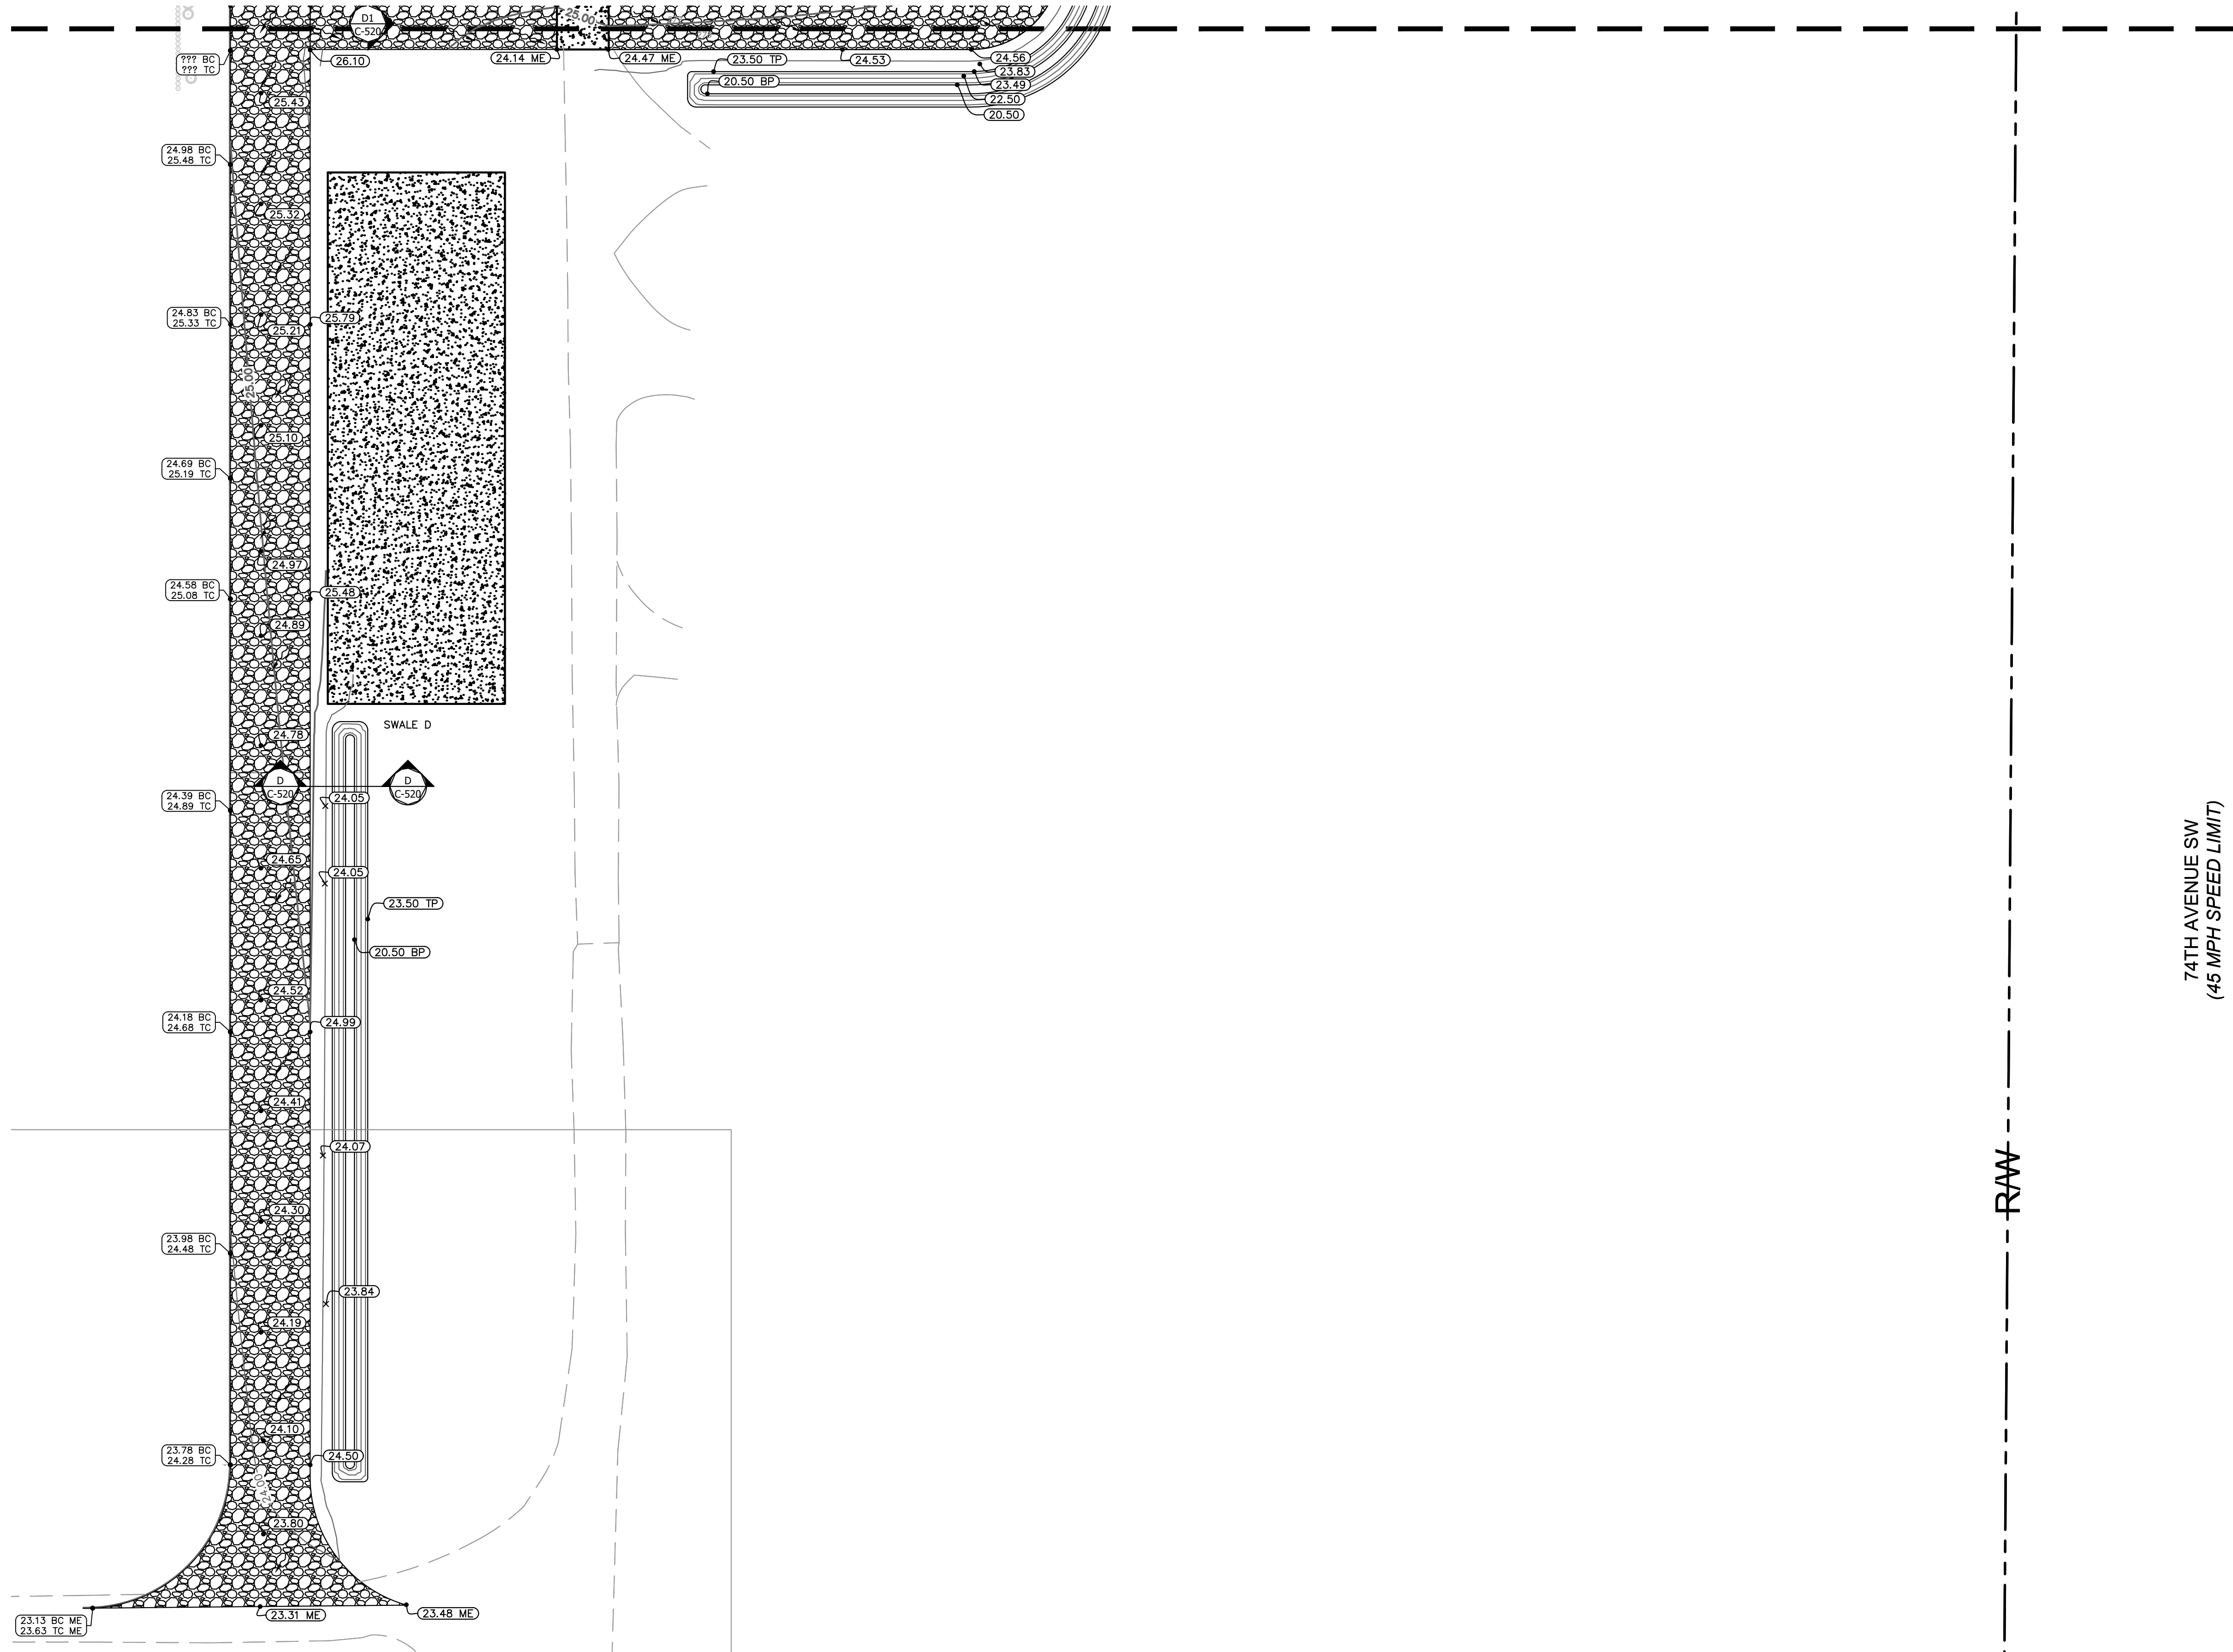 D1
C-520
25.00
??? BC
??? TC
26.10
24.14 ME
24.47 ME
23.50 TP
24.53
24.56
23.83
23.49
22.50
20.50
20.50 BP
25.43
24.98 BC
25.48 TC
25.32
24.83 BC
25.33 TC
25.21
25.79
25.00
25.10
24.69 BC
25.19 TC
24.97
24.58 BC
25.08 TC
25.48
24.89
SWALE D
24.78
D
C-520
D
C-520
24.39 BC
24.89 TC
24.05
24.65
24.05
23.50 TP
20.50 BP
24.52
24.18 BC
24.68 TC
24.99
24.41
24.07
24.30
23.98 BC
24.48 TC
23.84
24.19
24.10
23.78 BC
24.28 TC
24.50
24.00
23.80
23.13 BC ME
23.63 TC ME
23.31 ME
23.48 ME
R/W
74TH AVENUE SW
(45 MPH SPEED LIMIT)